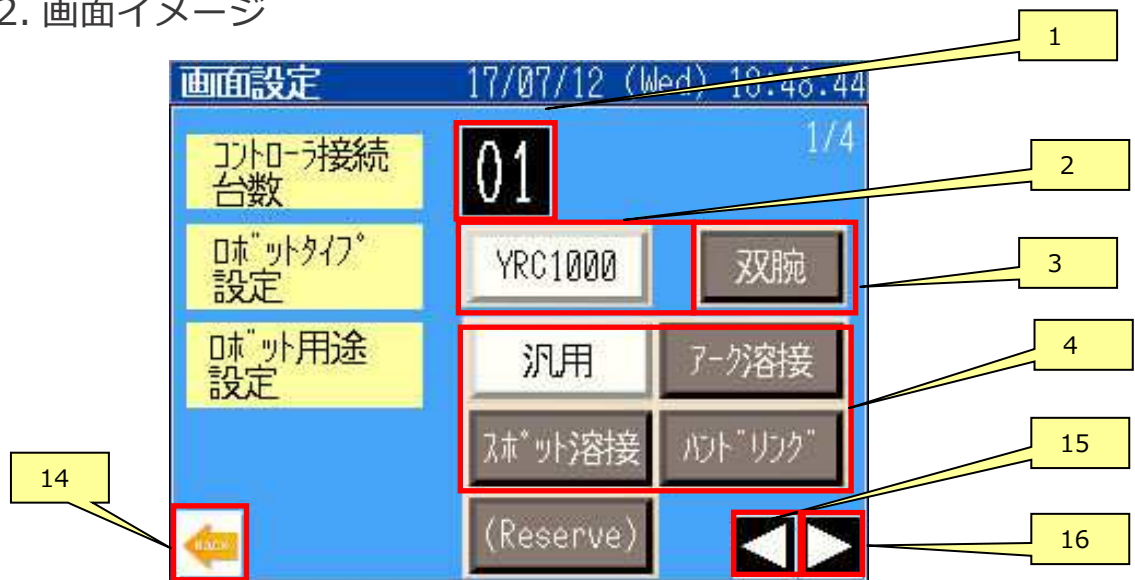 2. 画面イメージ
1
画面設定 17/07/12 (Wed) 18:48:44
1/4
コントローラ接続
台数
01
2
ロボットタイプ
設定
YRC1000
双腕
3
ロボット用途
設定
汎用
アーク溶接
4
スポット溶接
ハンドリング
15
14
BACK
(Reserve)
16